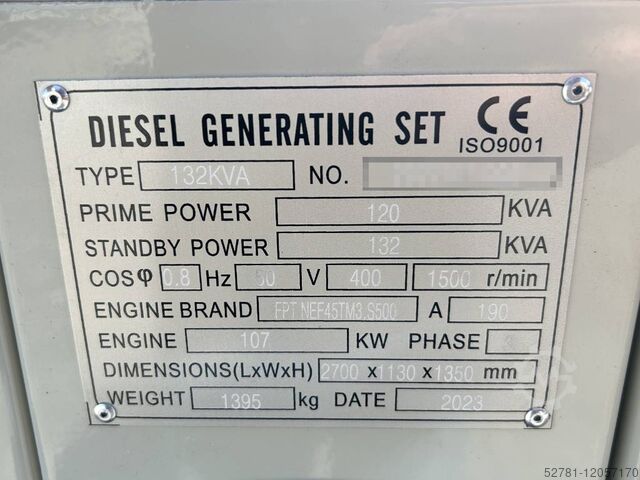 DIESEL GENERATING SET CE
ISO9001
TYPE 132KVA NO.
PRIME POWER 120 KVA
STANDBY POWER 132 KVA
COSφ 0.8 Hz 50 V 400 1500 r/min
ENGINE BRAND FPT NEF45TM3.S500 A 190
ENGINE 107 KW PHASE
DIMENSIONS(LxWxH) 2700 x1130 x1350 mm
WEIGHT 1395 kg DATE 2023
52781-12057170